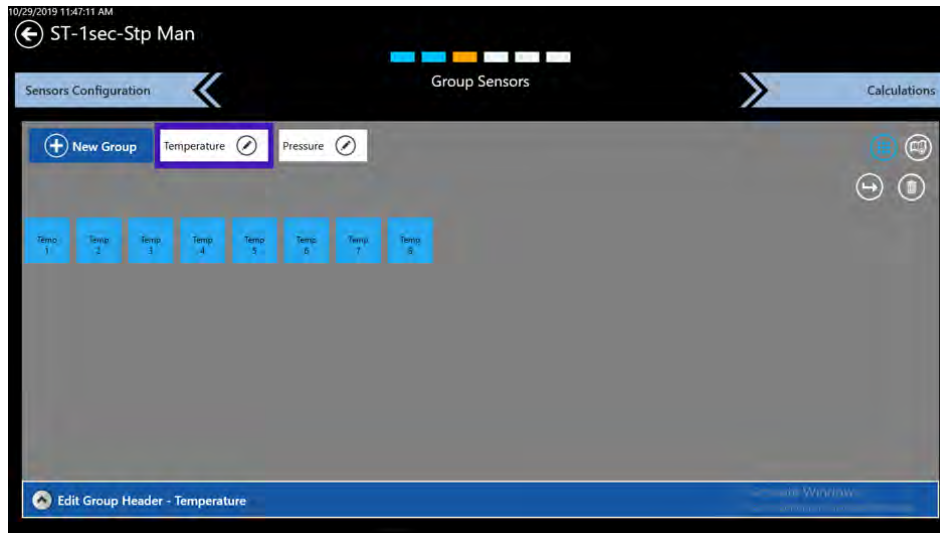 10/29/2019 11:47:11 AM
ST-1sec-Stp Man
Group Sensors
Sensors Configuration
Calculations
New Group
Temperature
Pressure
Temp 1
Temp 2
Temp 3
Temp 4
Temp 5
Temp 6
Temp 7
Temp 8
Edit Group Header - Temperature
Windows